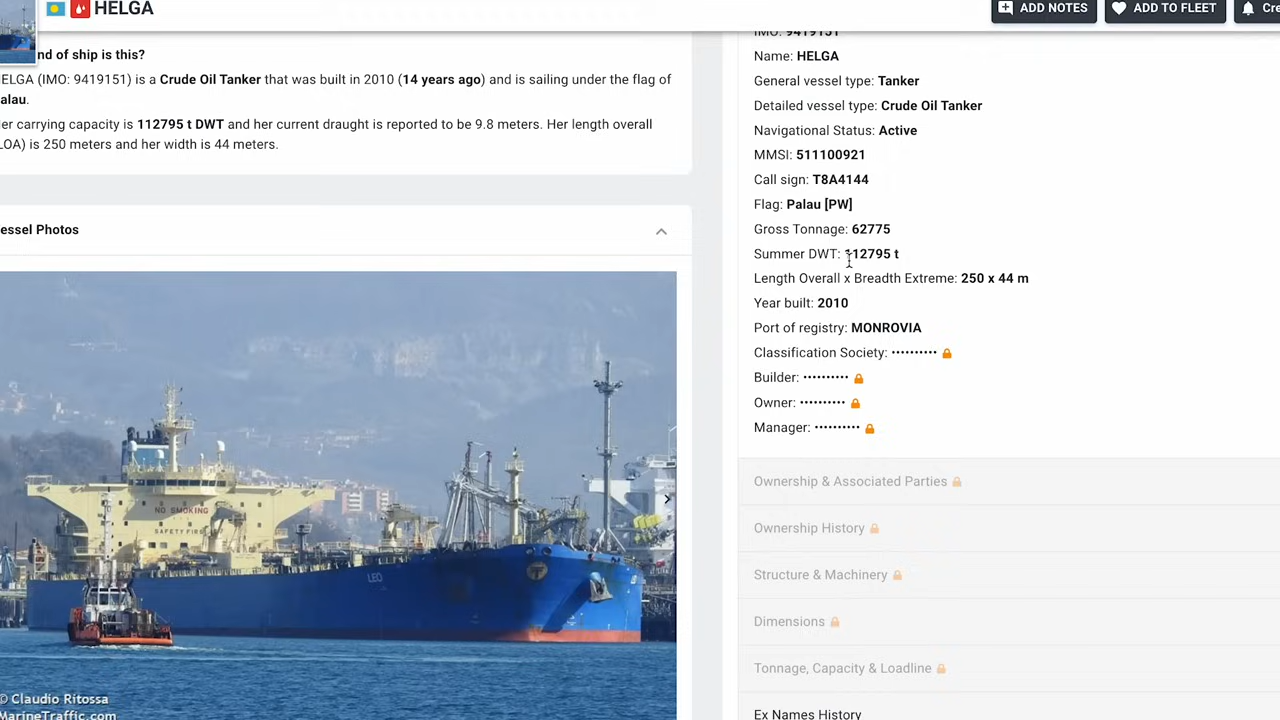 HELGA
ADD NOTES
ADD TO FLEET
Cre
nd of ship is this?
ELGA (IMO: 9419151) is a Crude Oil Tanker that was built in 2010 (14 years ago) and is sailing under the flag of
alau.
er carrying capacity is 112795 t DWT and her current draught is reported to be 9.8 meters. Her length overall
LOA) is 250 meters and her width is 44 meters.
essel Photos
NO SMOKING
SAFETY FIRST
LEO
© Claudio Ritossa
MarineTraffic.com
IMO: 9419151
Name: HELGA
General vessel type: Tanker
Detailed vessel type: Crude Oil Tanker
Navigational Status: Active
MMSI: 511100921
Call sign: T8A4144
Flag: Palau [PW]
Gross Tonnage: 62775
Summer DWT: 112795 t
Length Overall x Breadth Extreme: 250 x 44 m
Year built: 2010
Port of registry: MONROVIA
Classification Society: ••••••••••
Builder: ••••••••••
Owner: ••••••••••
Manager: ••••••••••
Ownership & Associated Parties
Ownership History
Structure & Machinery
Dimensions
Tonnage, Capacity & Loadline
Ex Names History